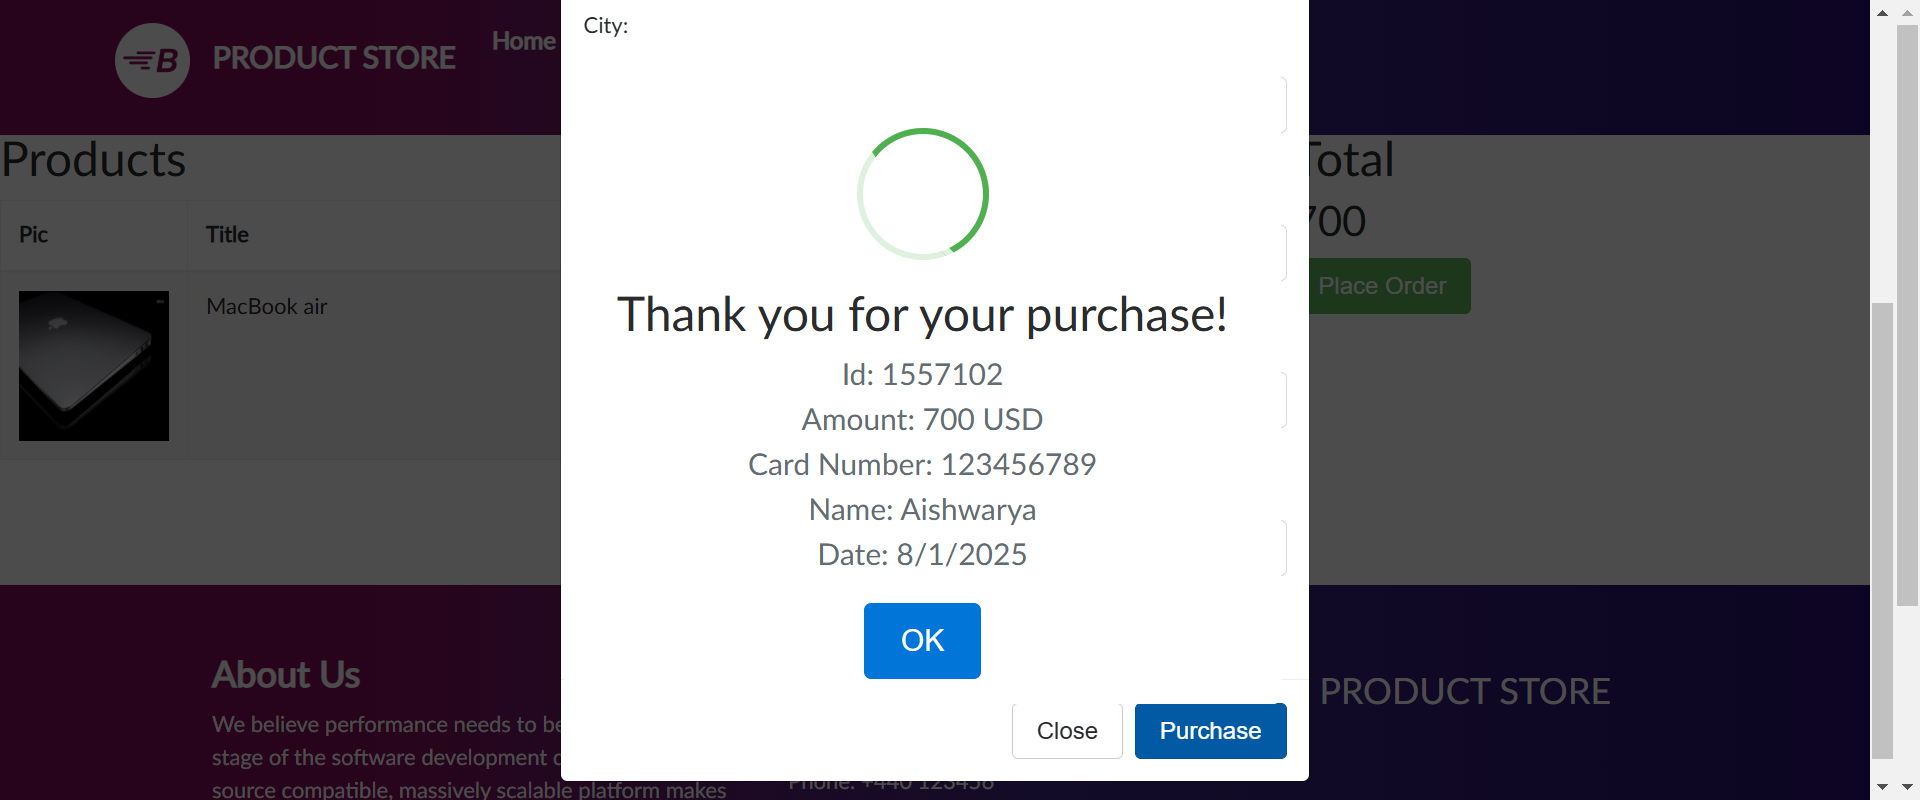 B PRODUCT STORE
Home
City:
Products
Total
700
Pic
Title
Place Order
MacBook air
Thank you for your purchase!
Id: 1557102
Amount: 700 USD
Card Number: 123456789
Name: Aishwarya
Date: 8/1/2025
OK
Close
Purchase
About Us
We believe performance needs to be
stage of the software development
source compatible, massively scalable platform makes
PRODUCT STORE
Phone: +440 123456